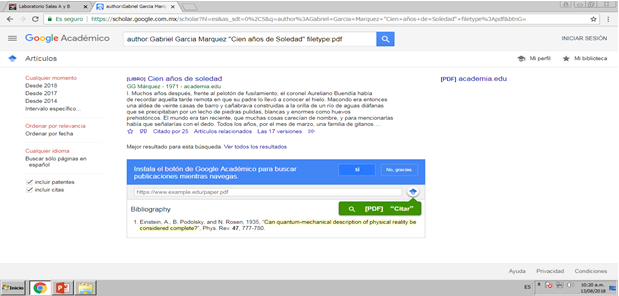 Laboratorio Salas A y B
author:Gabriel Garcia Mar
Es seguro
https://scholar.google.com.mx/scholar?hl=es&as_sdt=0%2C5&q=author%3AGabriel+Garcia+Marquez+"Cien+años+de+Soledad"+filetype%3Apdf&btnG=
Google Académico
author:Gabriel Garcia Marquez "Cien años de Soledad" filetype.pdf
INICIAR SESIÓN
Artículos
Mi perfil
Mi biblioteca
Cualquier momento
Desde 2018
Desde 2017
Desde 2014
Intervalo específico...
Ordenar por relevancia
Ordenar por fecha
Cualquier idioma
Buscar sólo páginas en
español
incluir patentes
incluir citas
[LIBRO] Cien años de soledad
GG Márquez - 1971 - academia.edu
I. Muchos años después, frente al pelotón de fusilamiento, el coronel Aureliano Buendía había
de recordar aquella tarde remota en que su padre lo llevó a conocer el hielo. Macondo era entonces
una aldea de veinte casas de barro y cañabrava construidas a la orilla de un río de aguas diáfanas
que se precipitaban por un lecho de piedras pulidas, blancas y enormes como huevos
prehistóricos. El mundo era tan reciente, que muchas cosas carecían de nombre, y para mencionarlas
había que señalarlas con el dedo. Todos los años, por el mes de marzo, una familia de gitanos ...
Citado por 25 Artículos relacionados Las 17 versiones
[PDF] academia.edu
Mejor resultado para esta búsqueda. Ver todos los resultados
Instala el botón de Google Académico para buscar
publicaciones mientras navegas.
SÍ
No, gracias
https://www.example.edu/paper.pdf
Bibliography
[PDF] "Citar"
1. Einstein, A., B. Podolsky, and N. Rosen, 1935, "Can quantum-mechanical description of physical reality be
considered complete?", Phys. Rev. 47, 777-780.
Ayuda Privacidad Condiciones
Inicio
ES
10:20 a.m.
13/08/2018